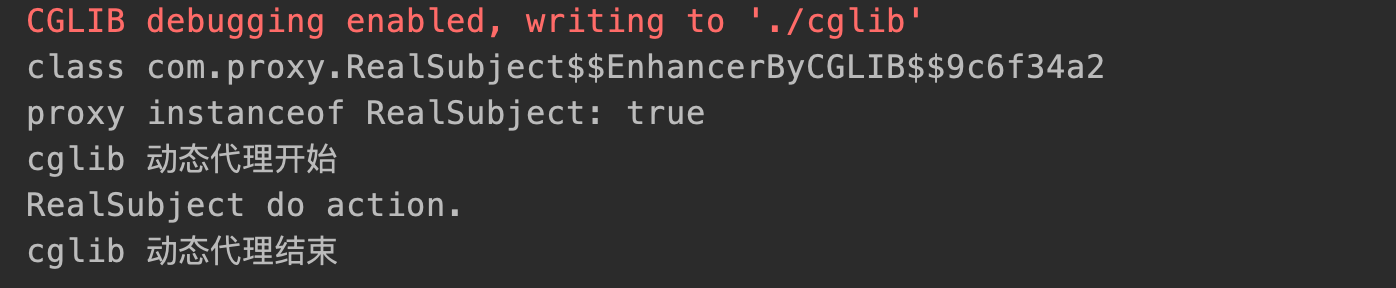 CGLIB debugging enabled, writing to './cglib'
class com.proxy.RealSubject$$EnhancerByCGLIB$$9c6f34a2
proxy instanceof RealSubject: true
cglib 动态代理开始
RealSubject do action.
cglib 动态代理结束